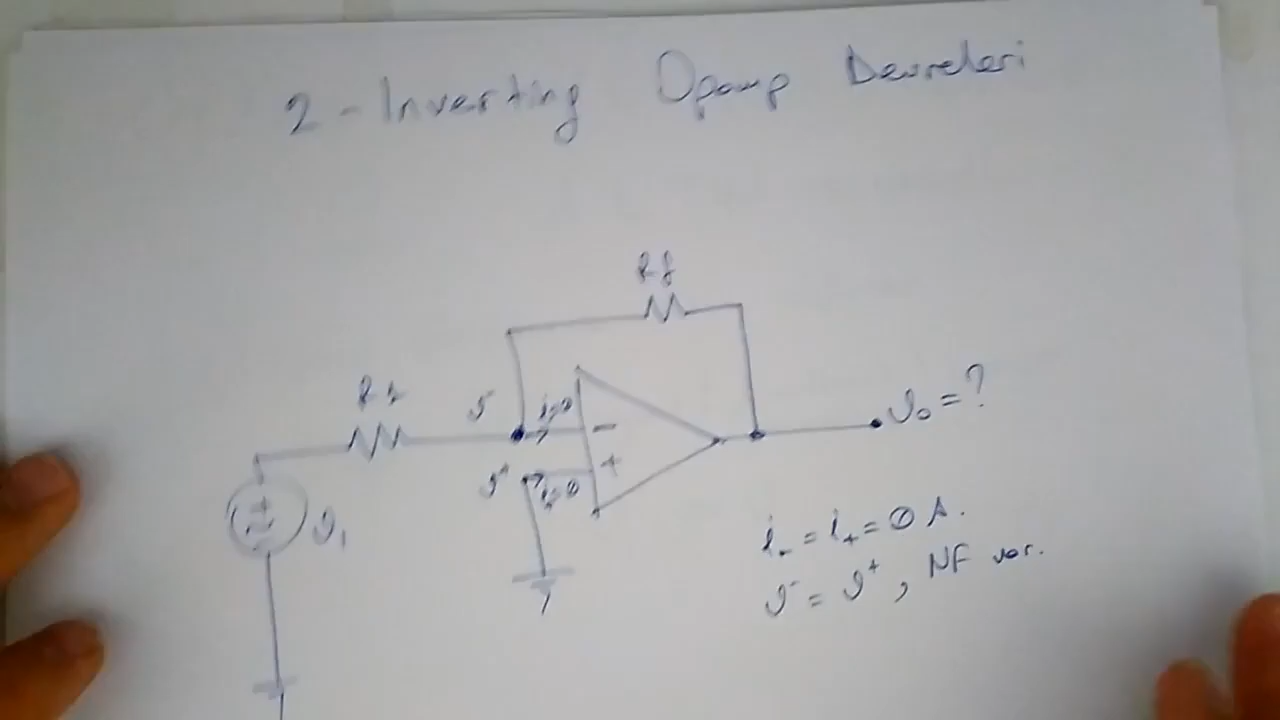 2 - Inverting Opamp Devreleri
Rf
R1
v⁻
i=0
−
v₀ = ?
v⁺
i=0
+
v₁
i₋ = i₊ = 0 A.
v⁻ = v⁺, NF var.